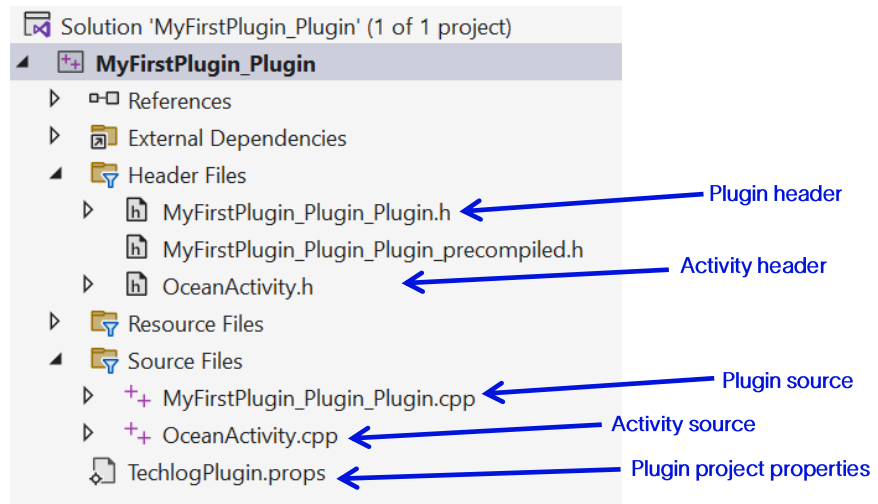 Solution 'MyFirstPlugin_Plugin' (1 of 1 project)
MyFirstPlugin_Plugin
References
External Dependencies
Header Files
MyFirstPlugin_Plugin_Plugin.h
Plugin header
MyFirstPlugin_Plugin_Plugin_precompiled.h
OceanActivity.h
Activity header
Resource Files
Source Files
MyFirstPlugin_Plugin_Plugin.cpp
Plugin source
OceanActivity.cpp
Activity source
TechlogPlugin.props
Plugin project properties